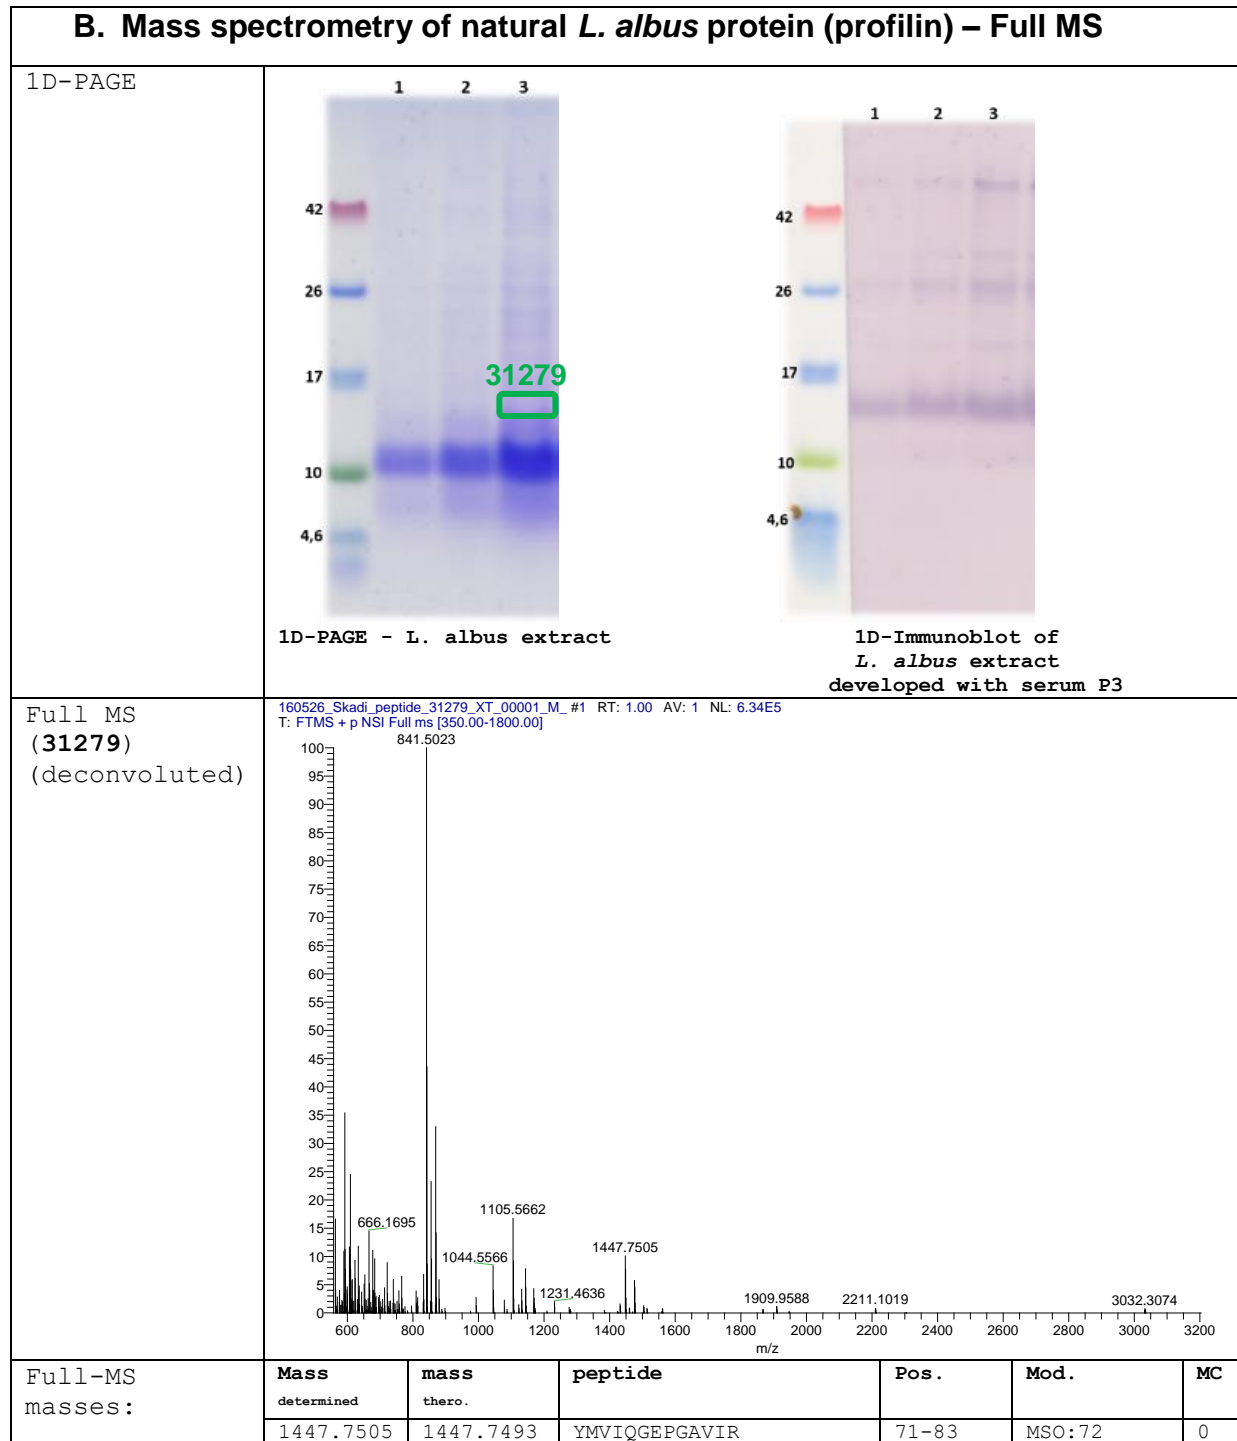 B. Mass spectrometry of natural L. albus protein (profilin) – Full MS
1D-PAGE
1 2 3
42
26
17
10
4,6
31279
1D-PAGE - L. albus extract
1 2 3
42
26
17
10
4,6
1D-Immunoblot of
L. albus extract
developed with serum P3
Full MS
(31279)
(deconvoluted)
160526_Skadi_peptide_31279_XT_00001_M_ #1 RT: 1.00 AV: 1 NL: 6.34E5
T: FTMS + p NSI Full ms [350.00-1800.00]
841.5023
100
95
90
85
80
75
70
65
60
55
50
45
40
35
30
25
20
15
10
5
0
666.1695
1105.5662
1044.5566
1447.7505
1231.4636
1909.9588
2211.1019
3032.3074
600 800 1000 1200 1400 1600 1800 2000 2200 2400 2600 2800 3000 3200
m/z
Full-MS
masses:
Mass
determined
mass
thero.
peptide
Pos.
Mod.
MC
1447.7505 1447.7493 YMVIQGEPGAVIR 71-83 MSO:72 0